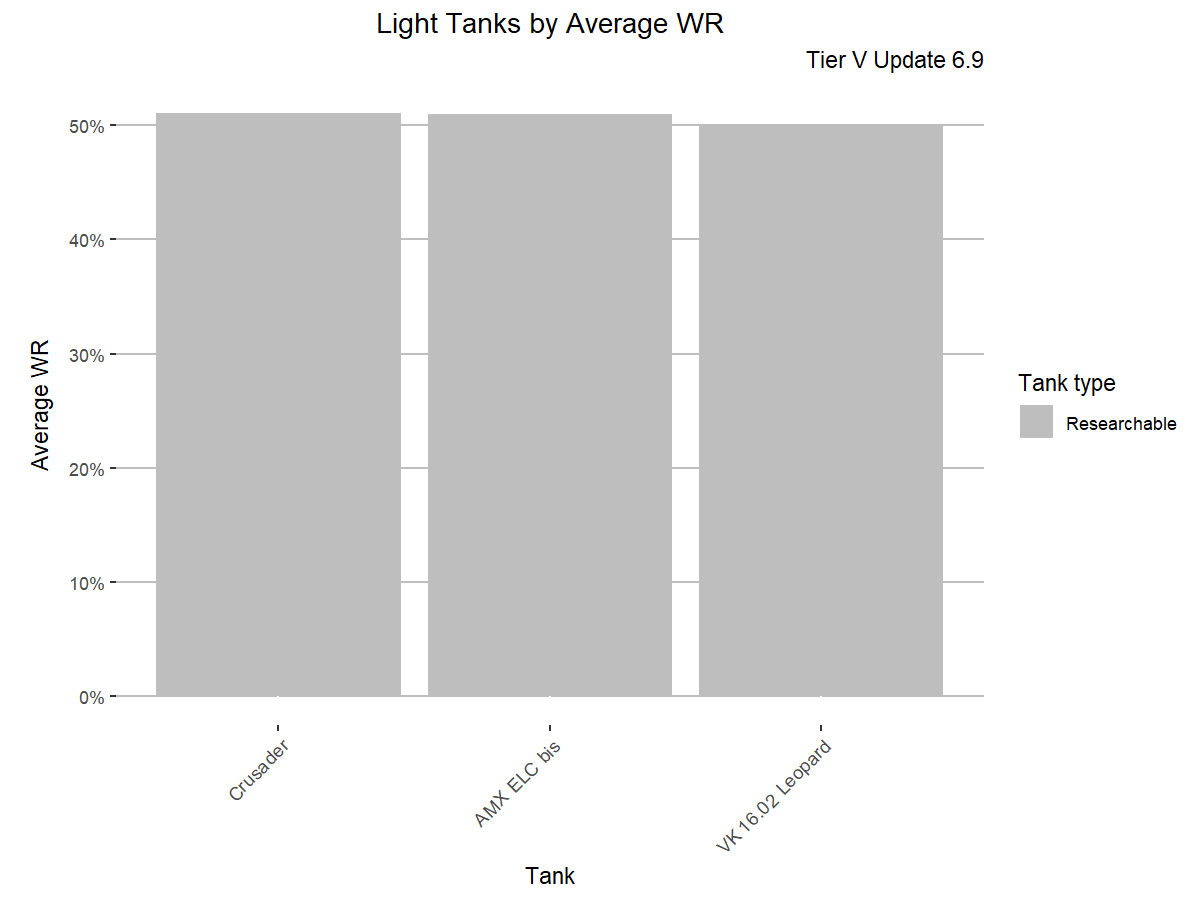 Light Tanks by Average WR
Tier V Update 6.9
Average WR
50%
40%
30%
20%
10%
0%
Crusader
AMX ELC bis
VK 16.02 Leopard
Tank
Tank type
Researchable